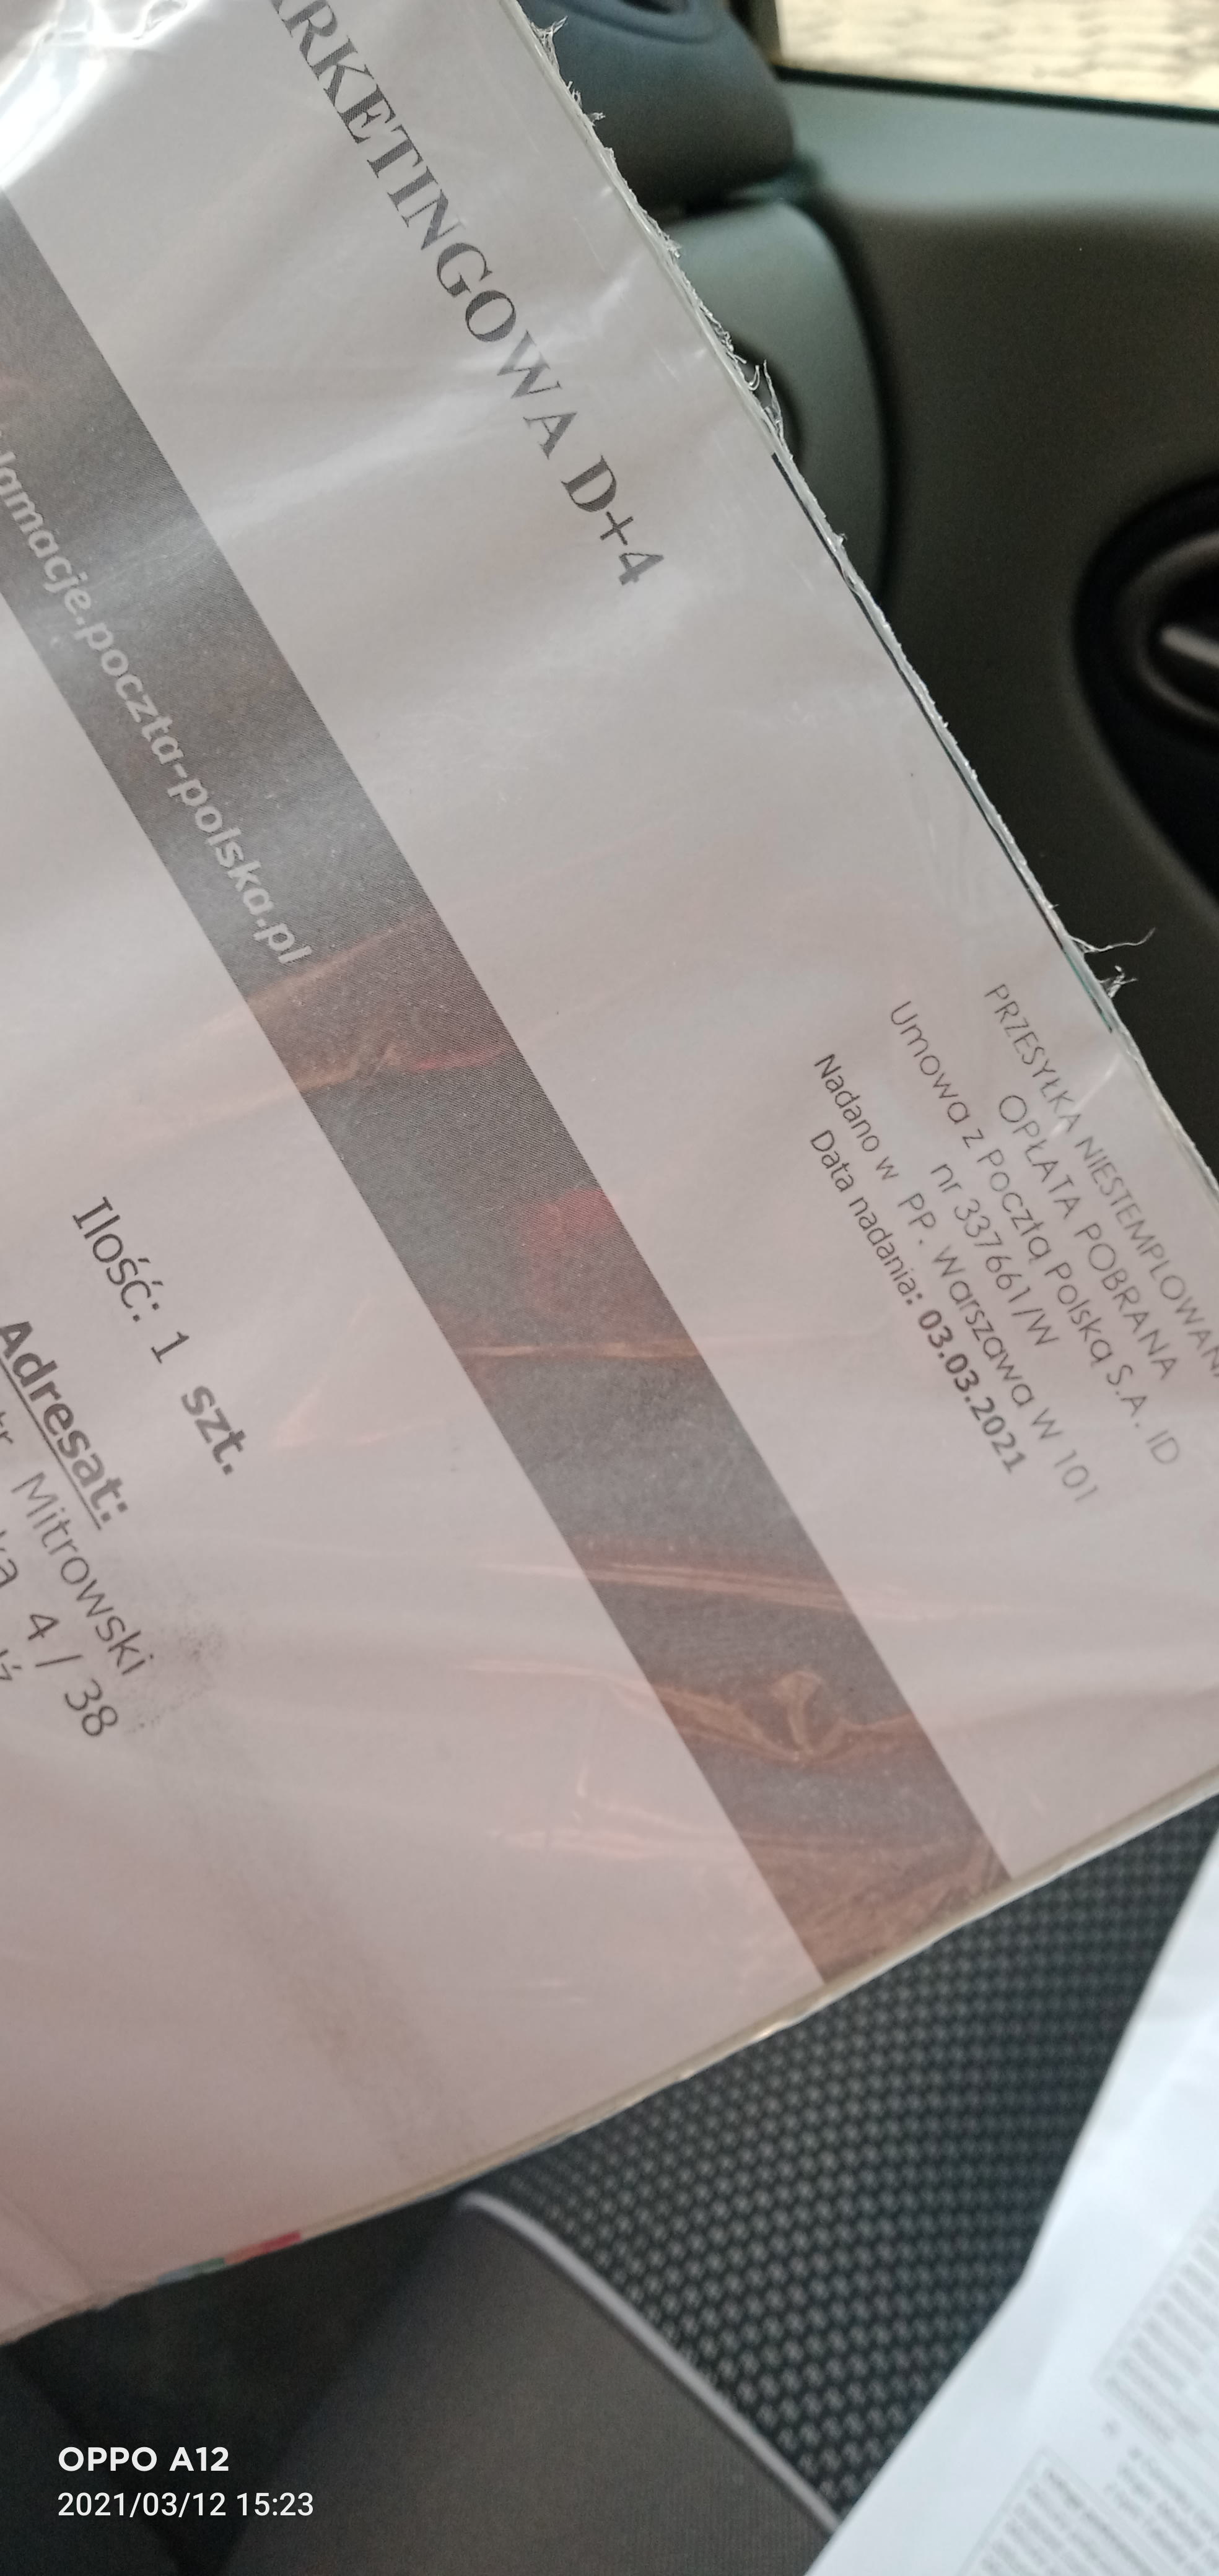 PRZESYŁKA NIESTEMPLOWANA
OPŁATA POBRANA
Umowa z Pocztą Polską S.A. ID
nr 337661/W
Nadano w PP. Warszawa W 101
Data nadania: 03.03.2021
RKETINGOWA D+4
lamacje.poczta-polska.pl
Ilość: 1 szt.
Adresat:
tr Mitrowski
ka 4 / 38
OPPO A12
2021/03/12 15:23